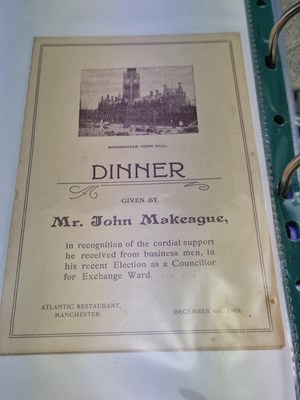 MANCHESTER TOWN HALL.
DINNER
GIVEN BY
Mr. John Makeague,
in recognition of the cordial support
he received from business men, in
his recent Election as a Councillor
for Exchange Ward. . . . . . .
ATLANTIC RESTAURANT,
MANCHESTER.
DECEMBER